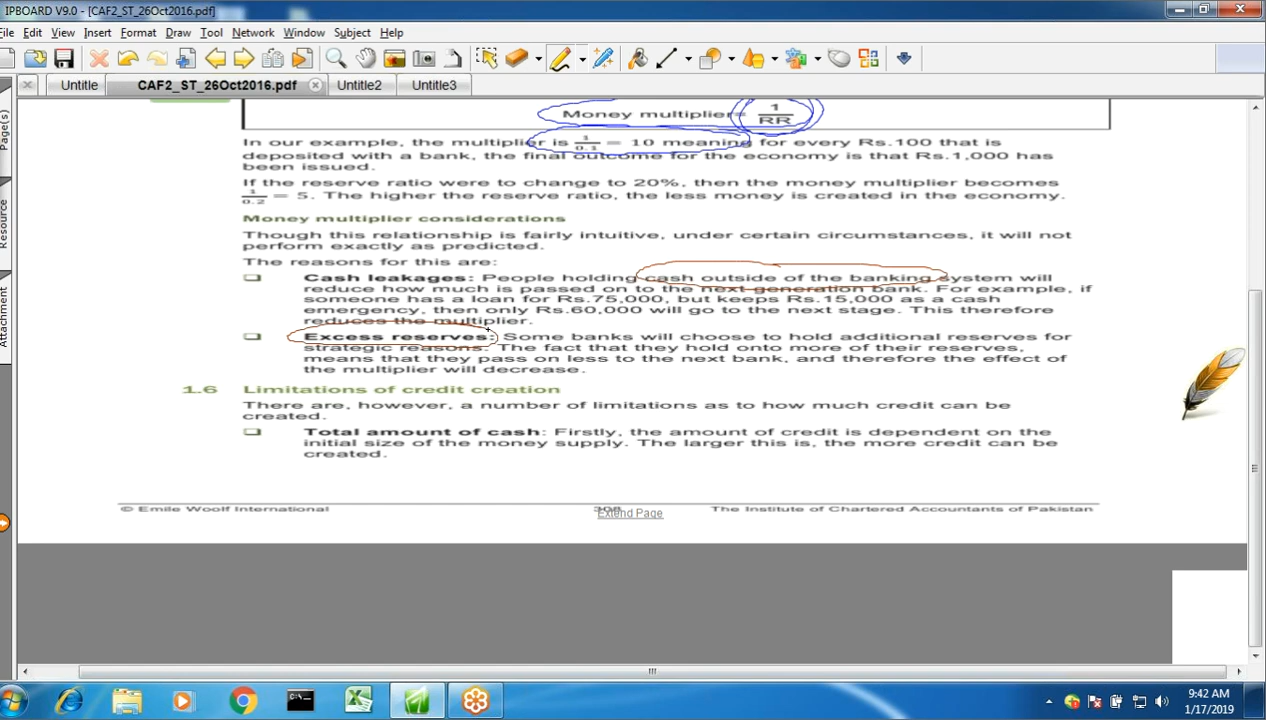 IPBOARD V9.0 - [CAF2_ST_26Oct2016.pdf]
File Edit View Insert Format Draw Tool Network Window Subject Help
Untitle CAF2_ST_26Oct2016.pdf Untitle2 Untitle3
Page(s)
Resource
Attachment
Money multiplier= 1/RR
In our example, the multiplier is 1/0.1 = 10 meaning for every Rs.100 that is
deposited with a bank, the final outcome for the economy is that Rs.1,000 has
been issued.
If the reserve ratio were to change to 20%, then the money multiplier becomes
1/0.2 = 5. The higher the reserve ratio, the less money is created in the economy.
Money multiplier considerations
Though this relationship is fairly intuitive, under certain circumstances, it will not
perform exactly as predicted.
The reasons for this are:
Cash leakages: People holding cash outside of the banking system will
reduce how much is passed on to the next generation bank. For example, if
someone has a loan for Rs.75,000, but keeps Rs.15,000 as a cash
emergency, then only Rs.60,000 will go to the next stage. This therefore
reduces the multiplier.
Excess reserves: Some banks will choose to hold additional reserves for
strategic reasons. The fact that they hold onto more of their reserves,
means that they pass on less to the next bank, and therefore the effect of
the multiplier will decrease.
1.6 Limitations of credit creation
There are, however, a number of limitations as to how much credit can be
created.
Total amount of cash: Firstly, the amount of credit is dependent on the
initial size of the money supply. The larger this is, the more credit can be
created.
© Emile Woolf International The Institute of Chartered Accountants of Pakistan
Extend Page
9:42 AM
1/17/2019